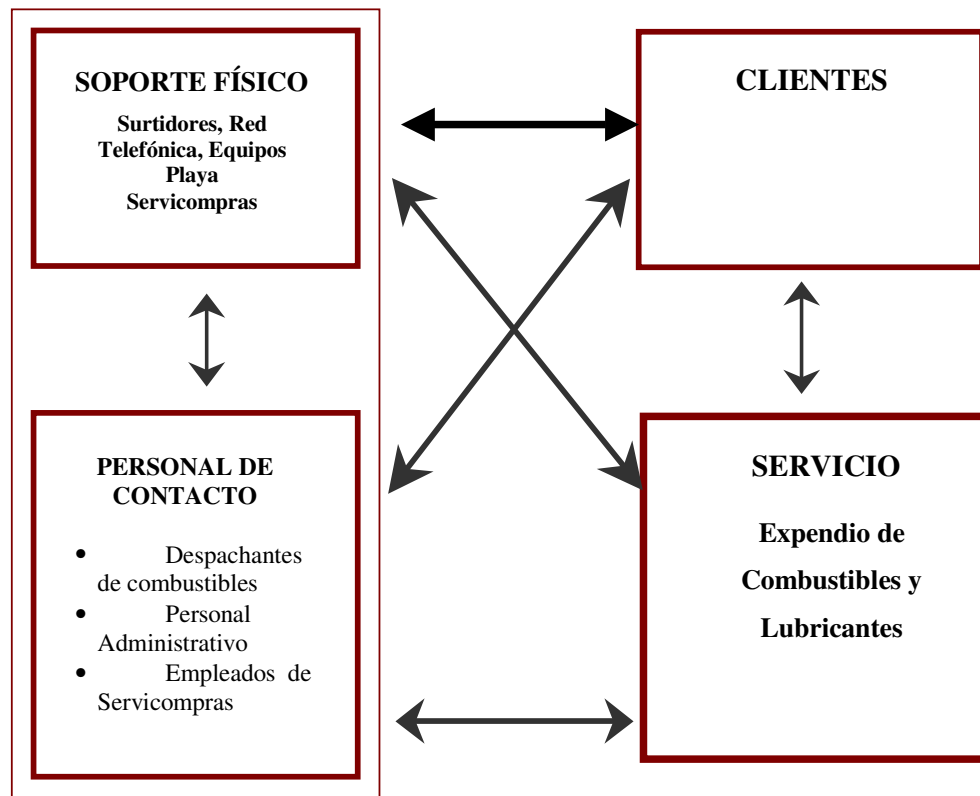 SOPORTE FÍSICO
Surtidores, Red
Telefónica, Equipos
Playa
Servicompras
CLIENTES
PERSONAL DE
CONTACTO
• Despachantes
de combustibles
• Personal
Administrativo
• Empleados de
Servicompras
SERVICIO
Expendio de
Combustibles y
Lubricantes